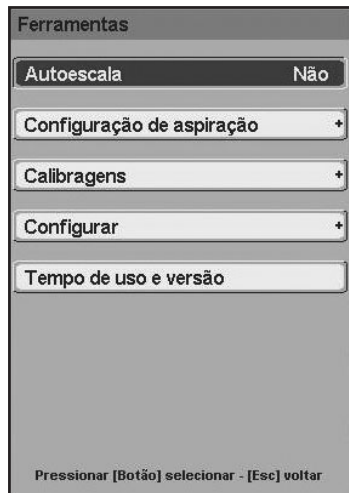 Ferramentas
Autoescala Não
Configuração de aspiração +
Calibragens +
Configurar +
Tempo de uso e versão
Pressionar [Botão] selecionar - [Esc] voltar